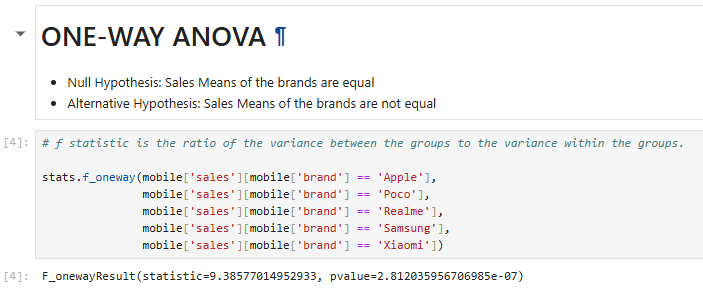 ONE-WAY ANOVA ¶
• Null Hypothesis: Sales Means of the brands are equal
• Alternative Hypothesis: Sales Means of the brands are not equal
[4]: # f statistic is the ratio of the variance between the groups to the variance within the groups.
stats.f_oneway(mobile['sales'][mobile['brand'] == 'Apple'],
mobile['sales'][mobile['brand'] == 'Poco'],
mobile['sales'][mobile['brand'] == 'Realme'],
mobile['sales'][mobile['brand'] == 'Samsung'],
mobile['sales'][mobile['brand'] == 'Xiaomi'])
[4]: F_onewayResult(statistic=9.38577014952933, pvalue=2.812035956706985e-07)